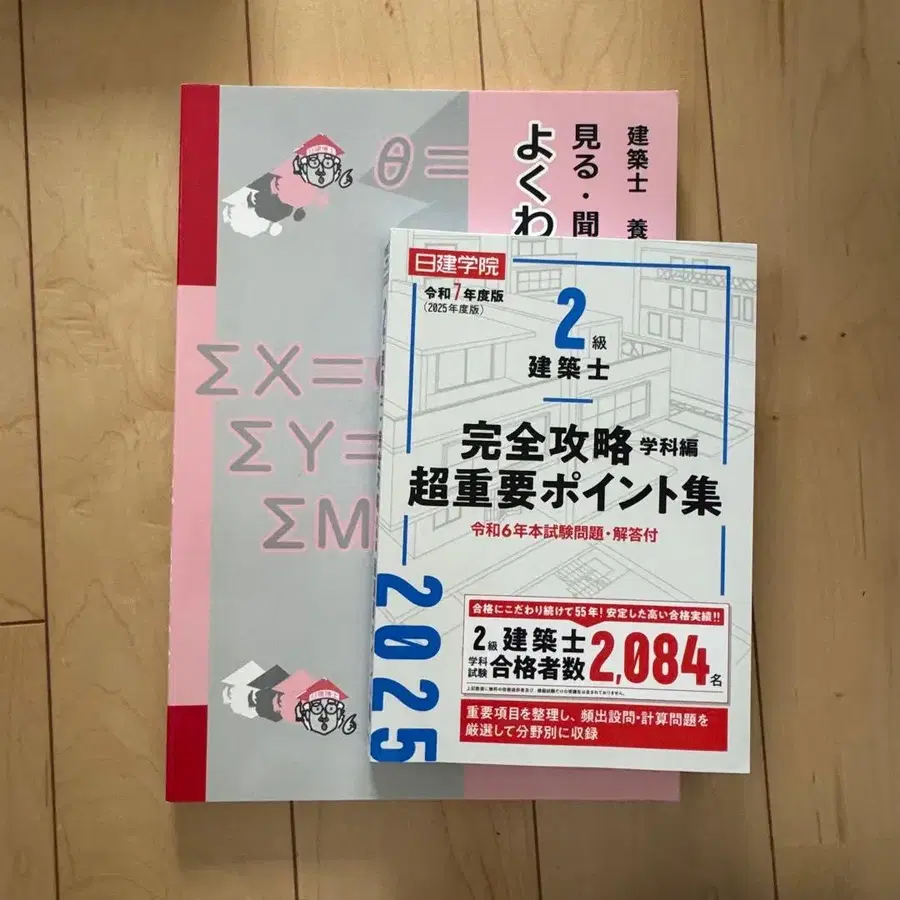 建築士 養
見る・聞
よくわ
θ=
ΣX=
ΣY=
ΣM
日建学院
令和7年度版
(2025年度版)
2級
建築士
完全攻略 学科編
超重要ポイント集
令和6年本試験問題・解答付
2025
合格にこだわり続けて55年!安定した高い合格実績!!
2級 建築士
学科試験 合格者数 2,084名
重要項目を整理し、頻出設問・計算問題を
厳選して分野別に収録